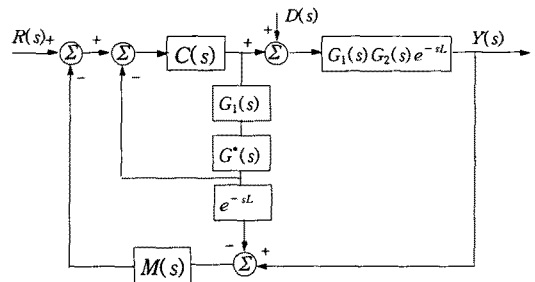 D(s)
R(s) + Σ + Σ C(s) + Σ + G₁(s) G₂(s) e⁻ˢᴸ Y(s)
− −
G₁(s)
G*(s)
e⁻ˢᴸ
− +
M(s) Σ